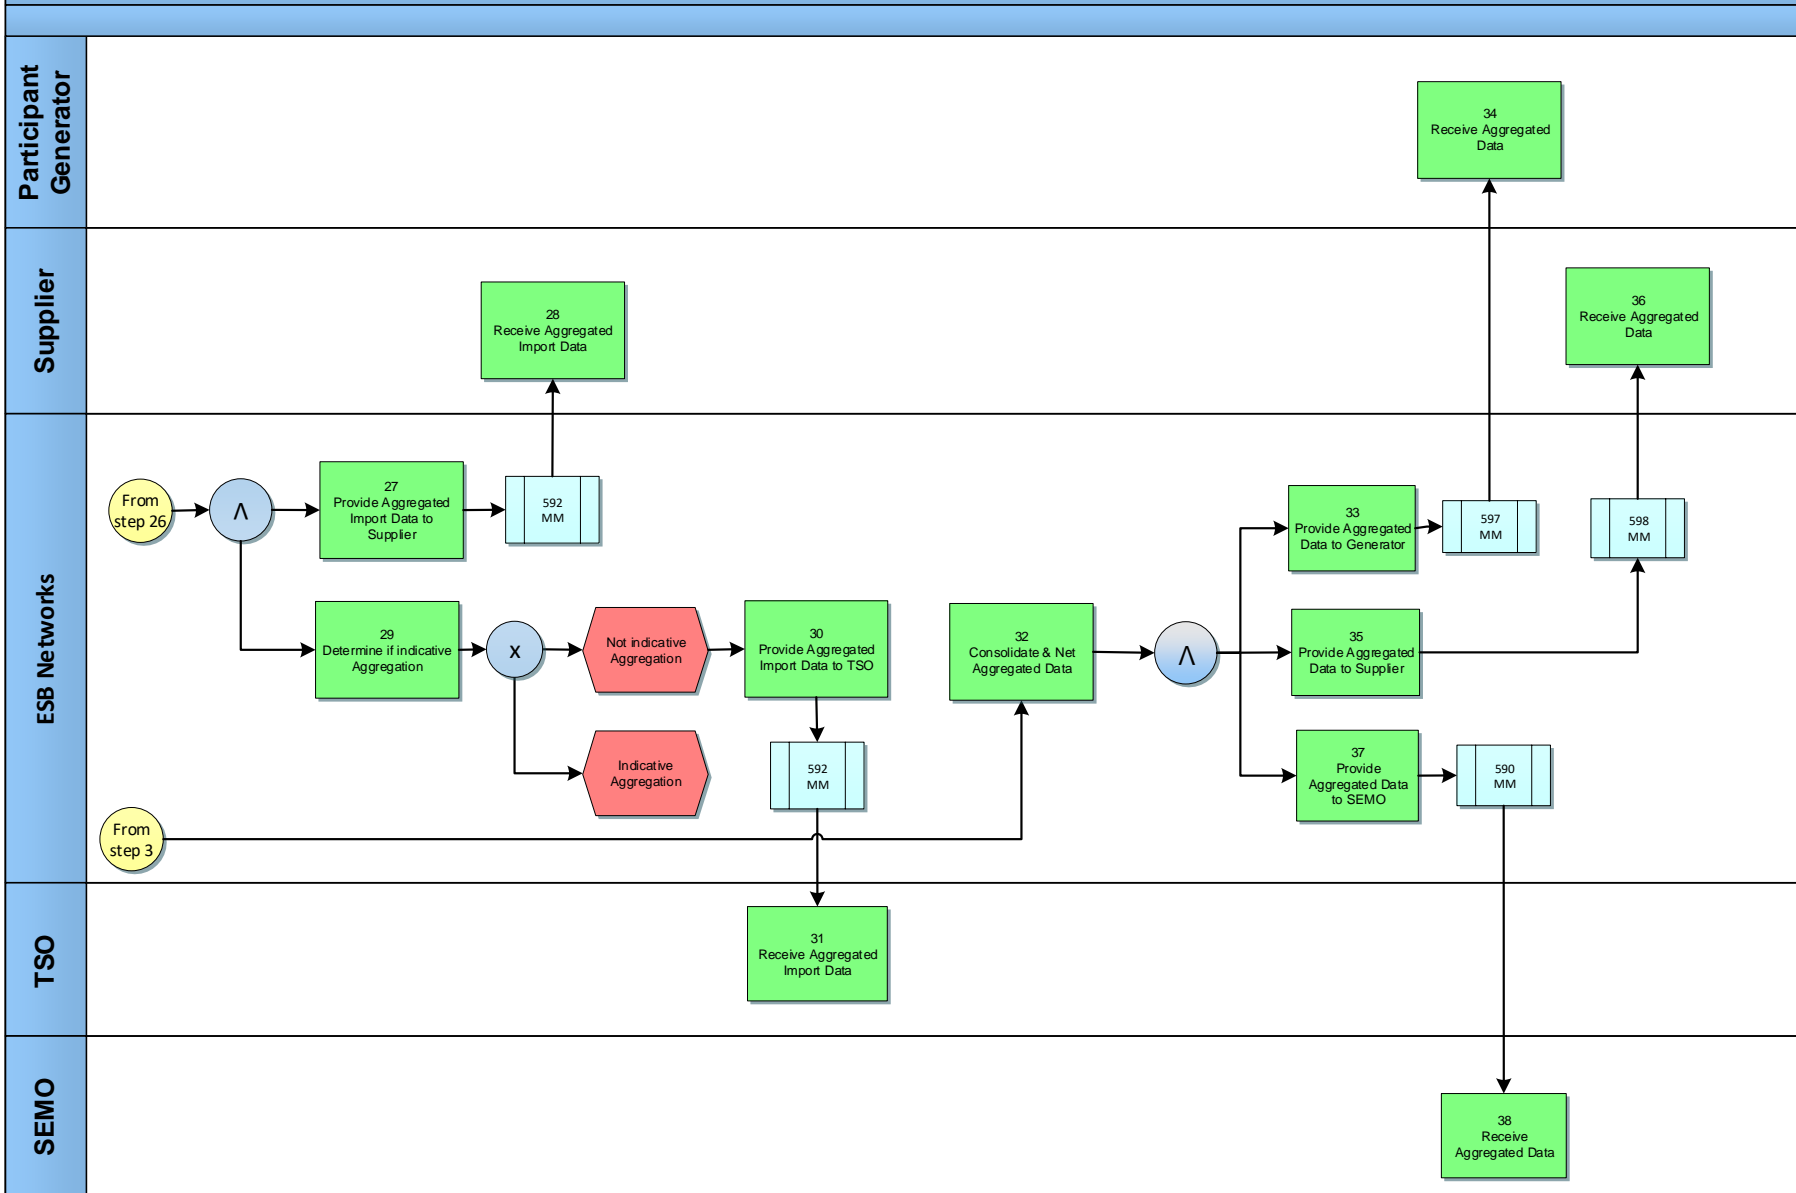 Participant
Generator
34
Receive Aggregated
Data
Supplier
28
Receive Aggregated
Import Data
36
Receive Aggregated
Data
ESB Networks
From
step 26
Λ
27
Provide Aggregated
Import Data to
Supplier
592
MM
29
Determine if indicative
Aggregation
x
Not indicative
Aggregation
30
Provide Aggregated
Import Data to TSO
Indicative
Aggregation
592
MM
From
step 3
32
Consolidate & Net
Aggregated Data
Λ
33
Provide Aggregated
Data to Generator
597
MM
598
MM
35
Provide Aggregated
Data to Supplier
37
Provide
Aggregated Data
to SEMO
590
MM
TSO
31
Receive Aggregated
Import Data
SEMO
38
Receive
Aggregated Data